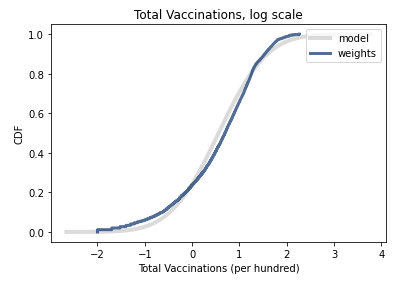 Total Vaccinations, log scale
model
weights
CDF
1.0
0.8
0.6
0.4
0.2
0.0
−2 −1 0 1 2 3 4
Total Vaccinations (per hundred)